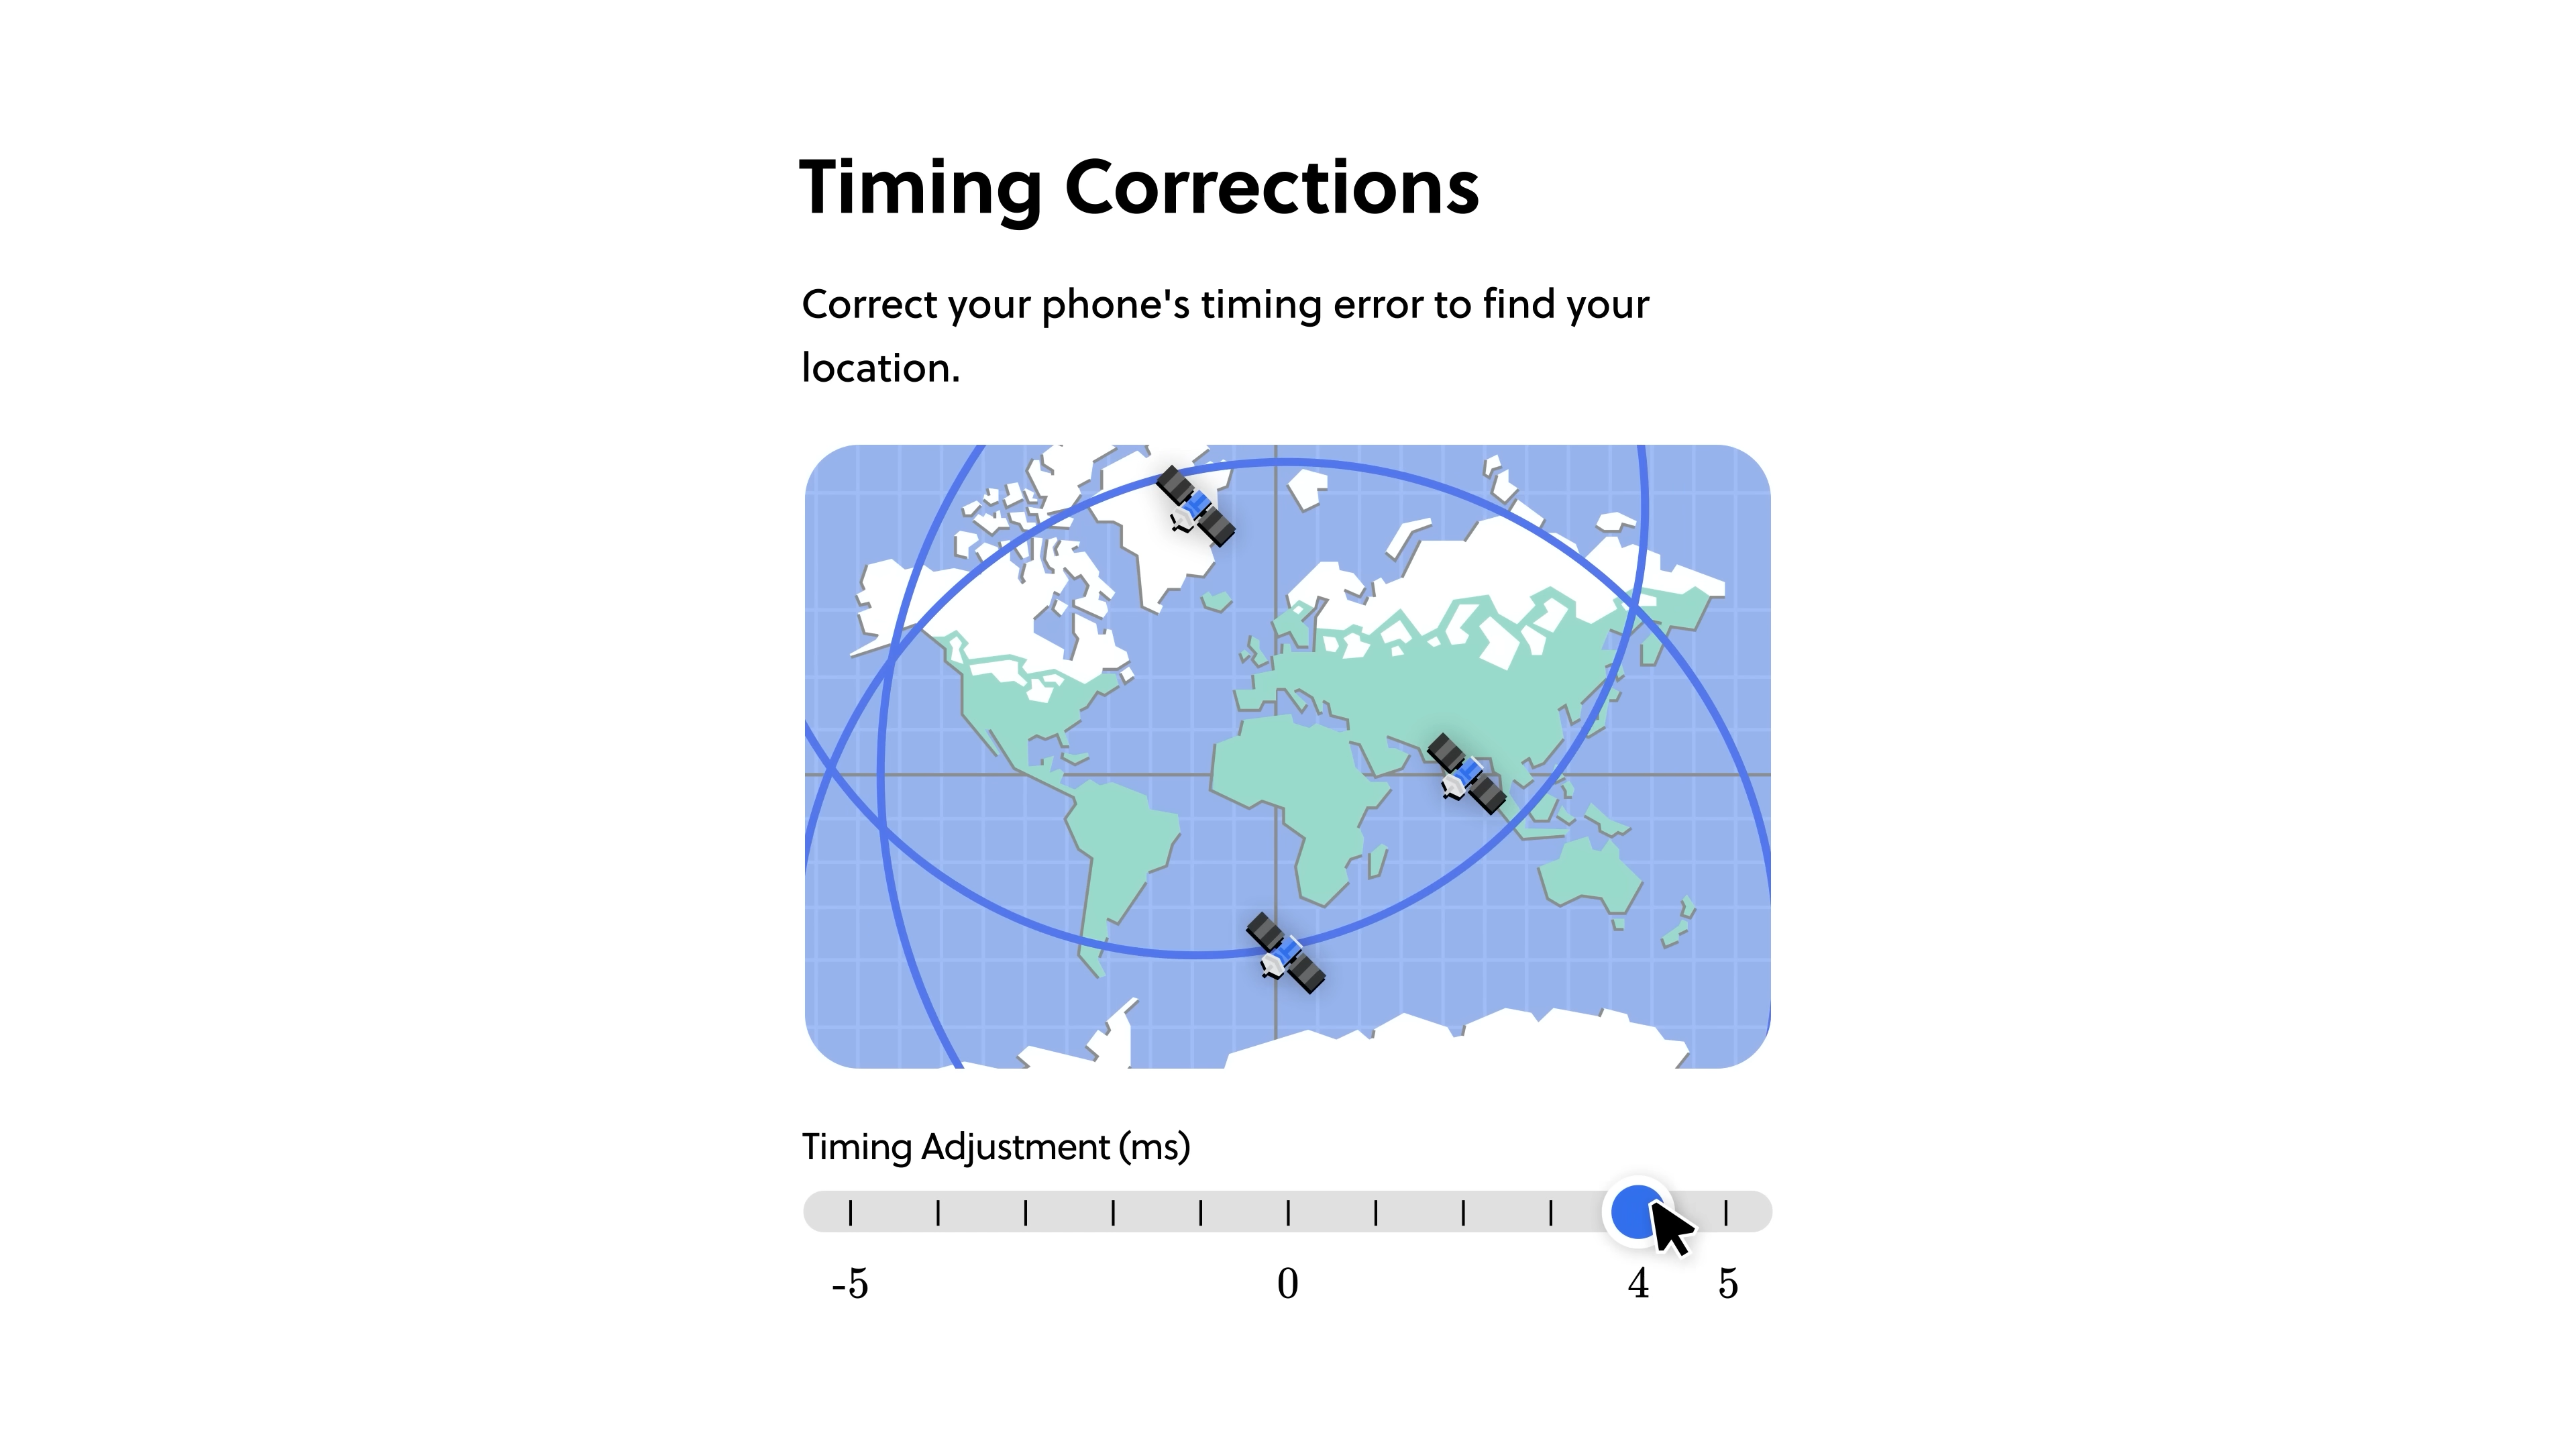 Timing Corrections
Correct your phone's timing error to find your
location.
Timing Adjustment (ms)
-5 0 4 5